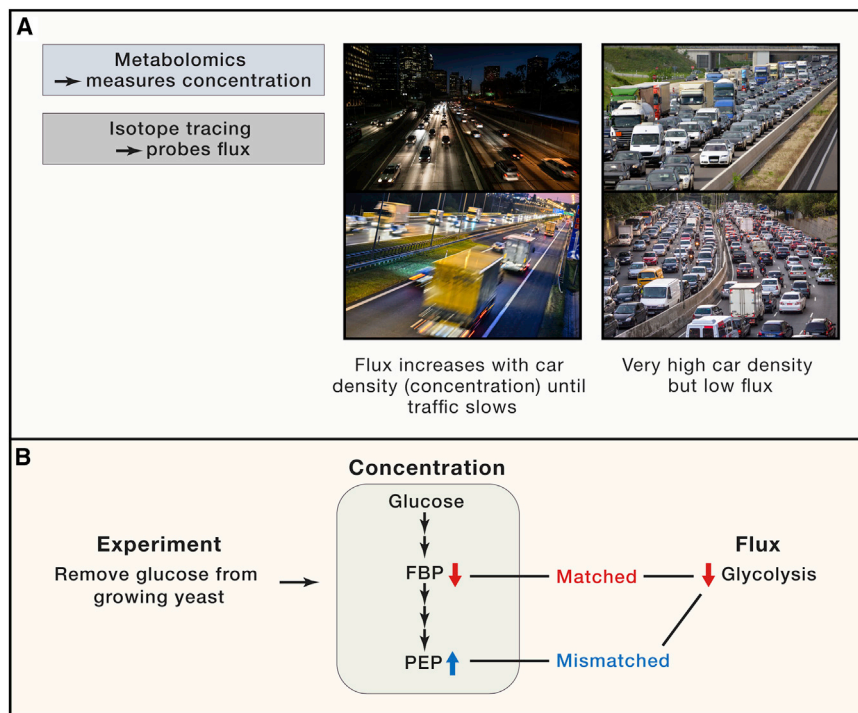 A
Metabolomics
→ measures concentration
Isotope tracing
→ probes flux
Flux increases with car
density (concentration) until
traffic slows
Very high car density
but low flux
B
Experiment
Remove glucose from
growing yeast
Concentration
Glucose
FBP
PEP
Matched
Mismatched
Flux
Glycolysis